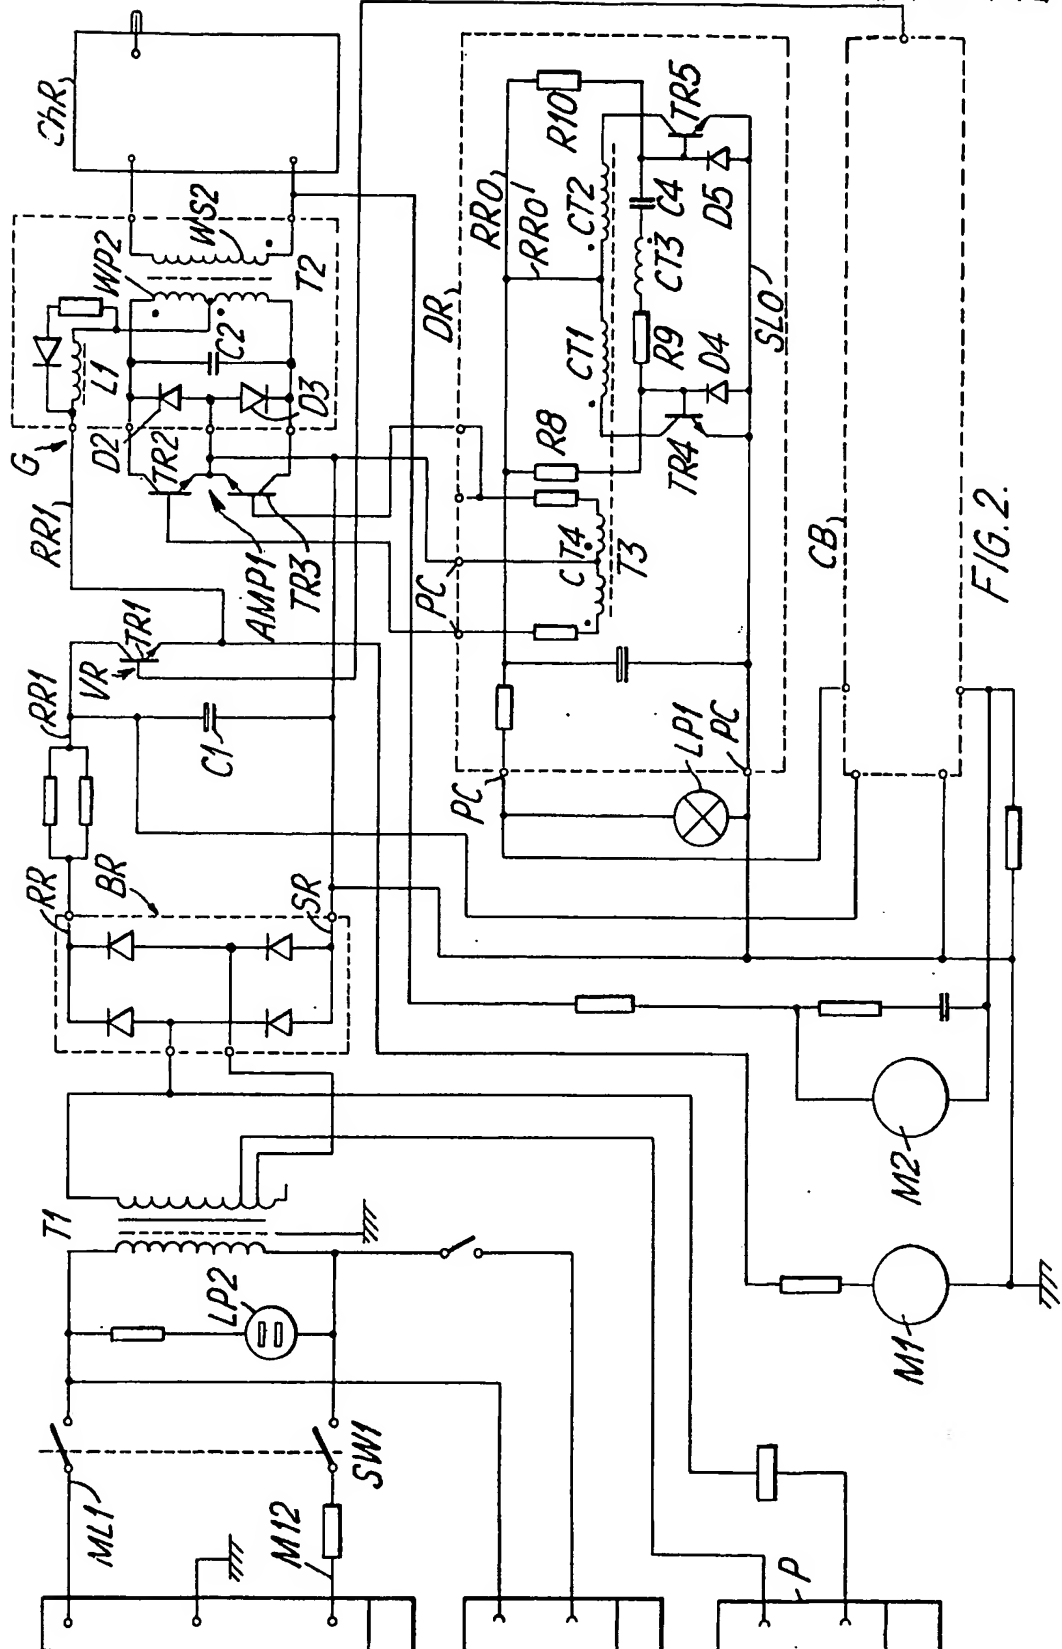 ChR
G
RR1
WP2
WS2
L1
C2
T2
D2
D3
TR2
AMP1
TR3
VR
TR1
RR1
C1
RR
BR
SR
T1
LP2
ML1
SW1
M12
DR
RRO
RRO'
R10
TR5
CT2
C4
D5
CT3
CT1
R9
D4
SLO
R8
TR4
CT4
T3
PC
PC
LP1
PC
CB
M2
M1
P
FIG.2.